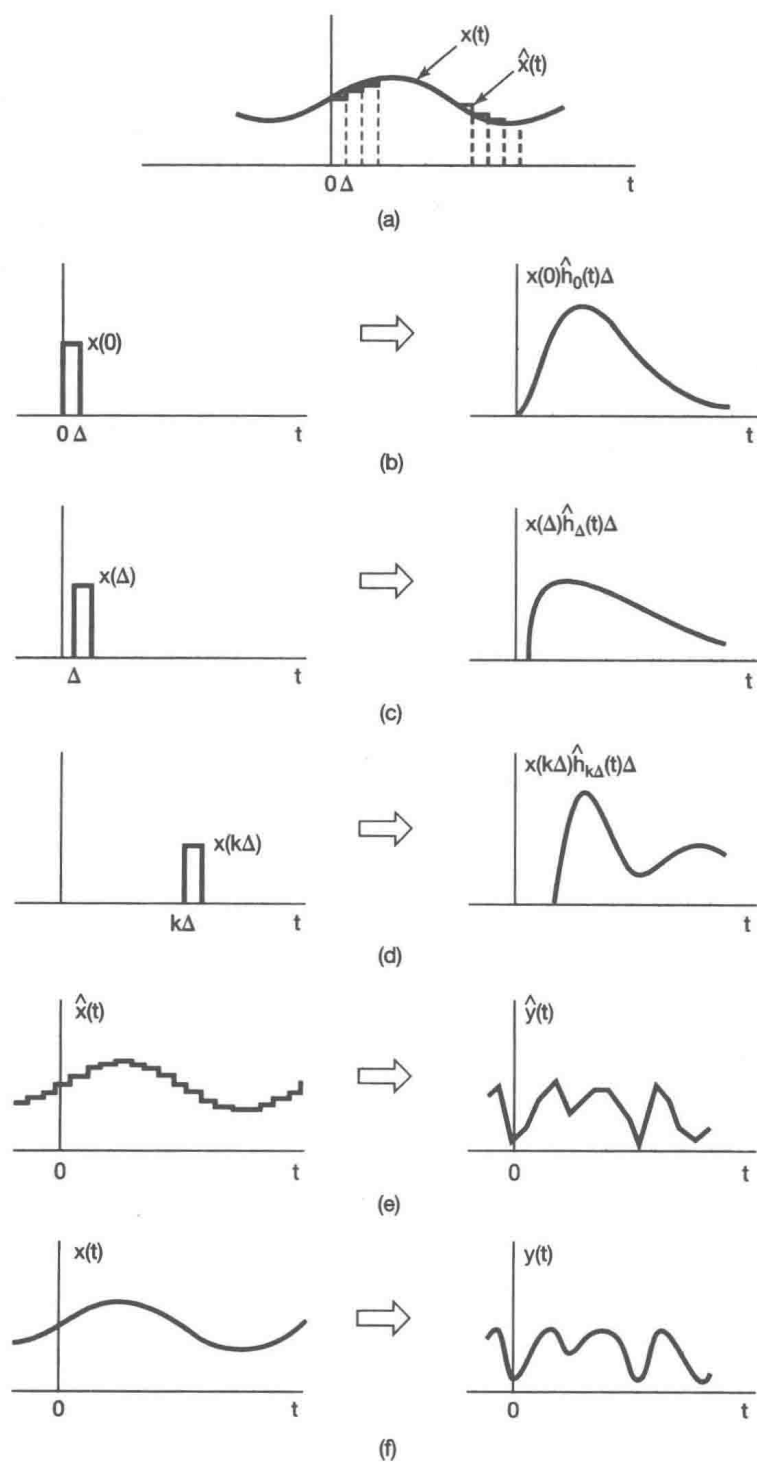 x(t)
x̂(t)
0 Δ t
(a)
x(0)
0 Δ t
x(0)ĥ₀(t)Δ
t
(b)
x(Δ)
Δ t
x(Δ)ĥ_Δ(t)Δ
t
(c)
x(kΔ)
kΔ t
x(kΔ)ĥ_kΔ(t)Δ
t
(d)
x̂(t)
0 t
ŷ(t)
0 t
(e)
x(t)
0 t
y(t)
0 t
(f)